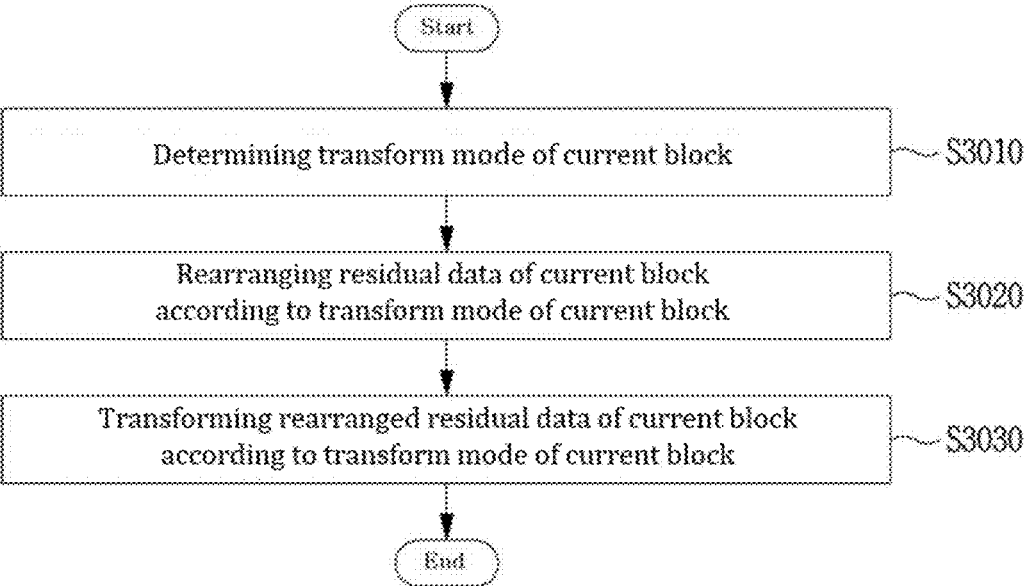 Start
Determining transform mode of current block
S3010
Rearranging residual data of current block
according to transform mode of current block
S3020
Transforming rearranged residual data of current block
according to transform mode of current block
S3030
End